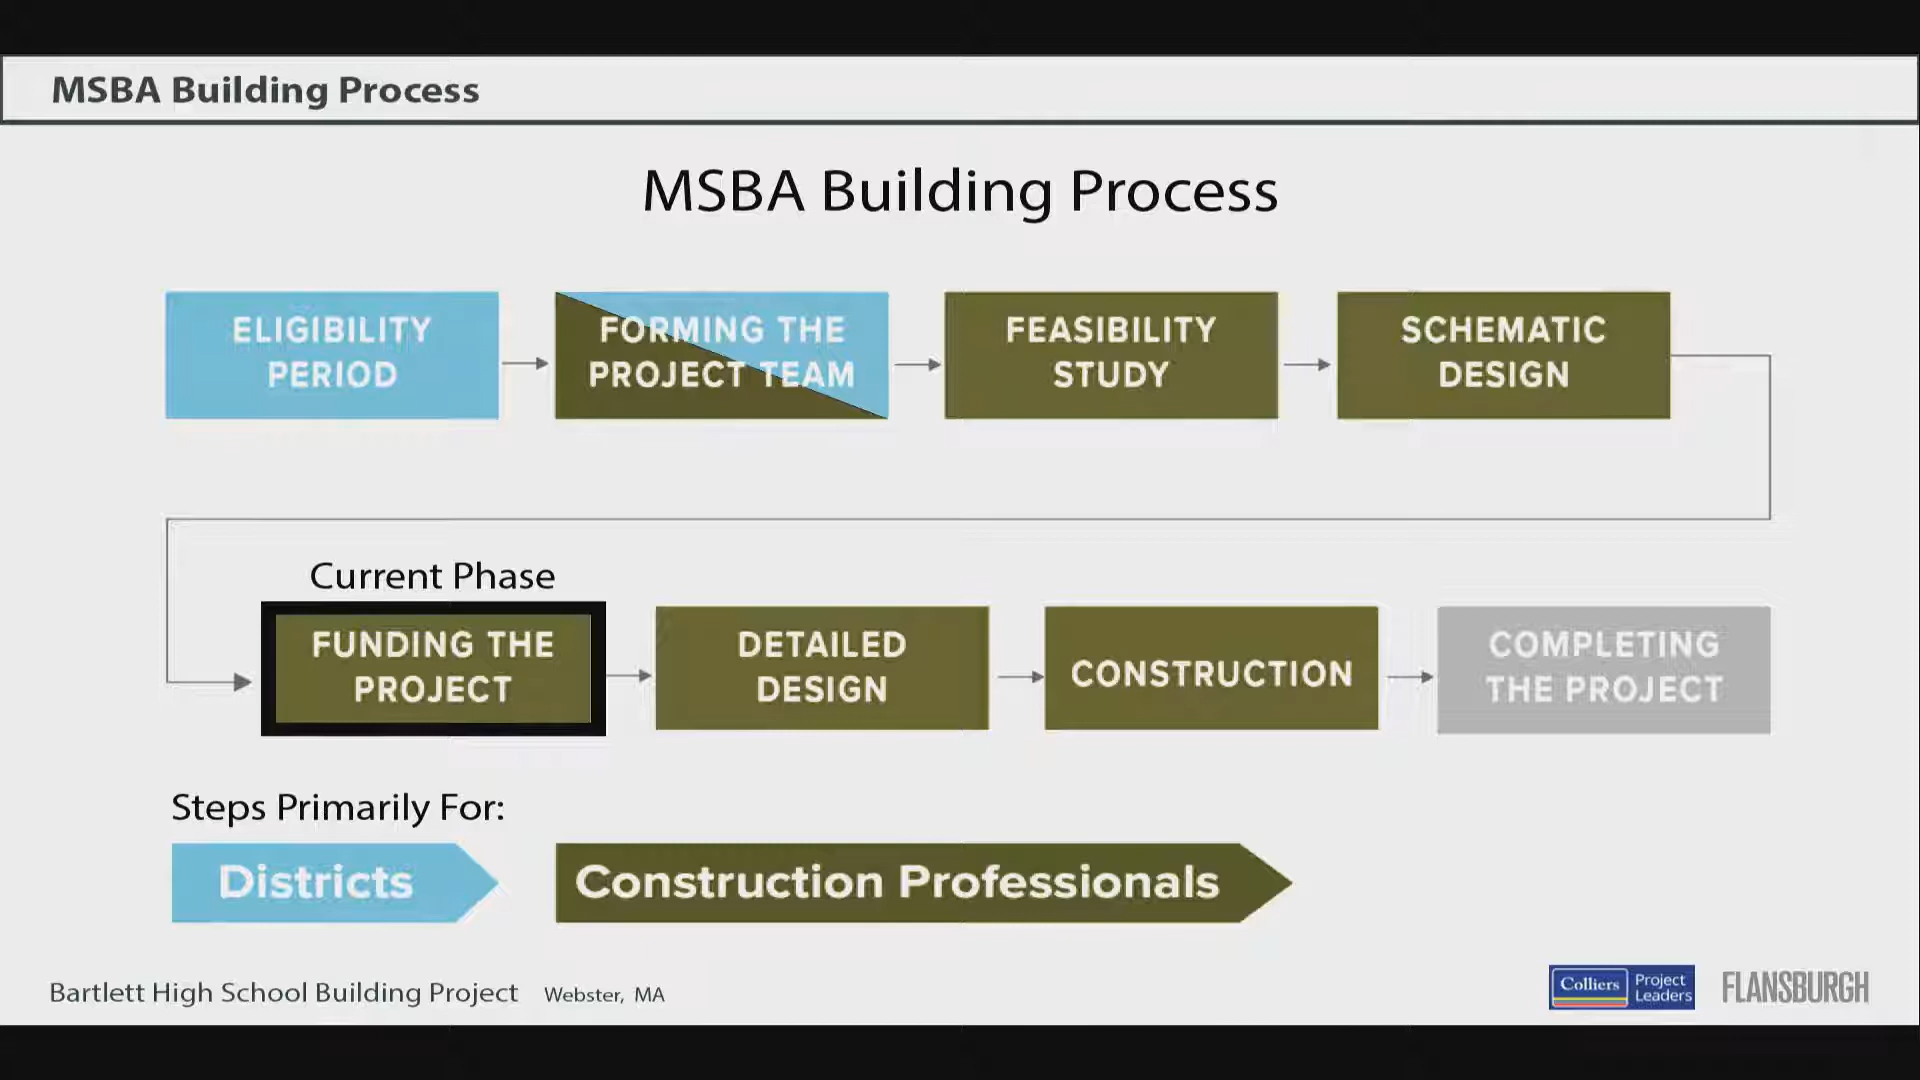 MSBA Building Process
MSBA Building Process
ELIGIBILITY
PERIOD
FORMING THE
PROJECT TEAM
FEASIBILITY
STUDY
SCHEMATIC
DESIGN
Current Phase
FUNDING THE
PROJECT
DETAILED
DESIGN
CONSTRUCTION
COMPLETING
THE PROJECT
Steps Primarily For:
Districts
Construction Professionals
Bartlett High School Building Project Webster, MA
Colliers
Project
Leaders
FLANSBURGH